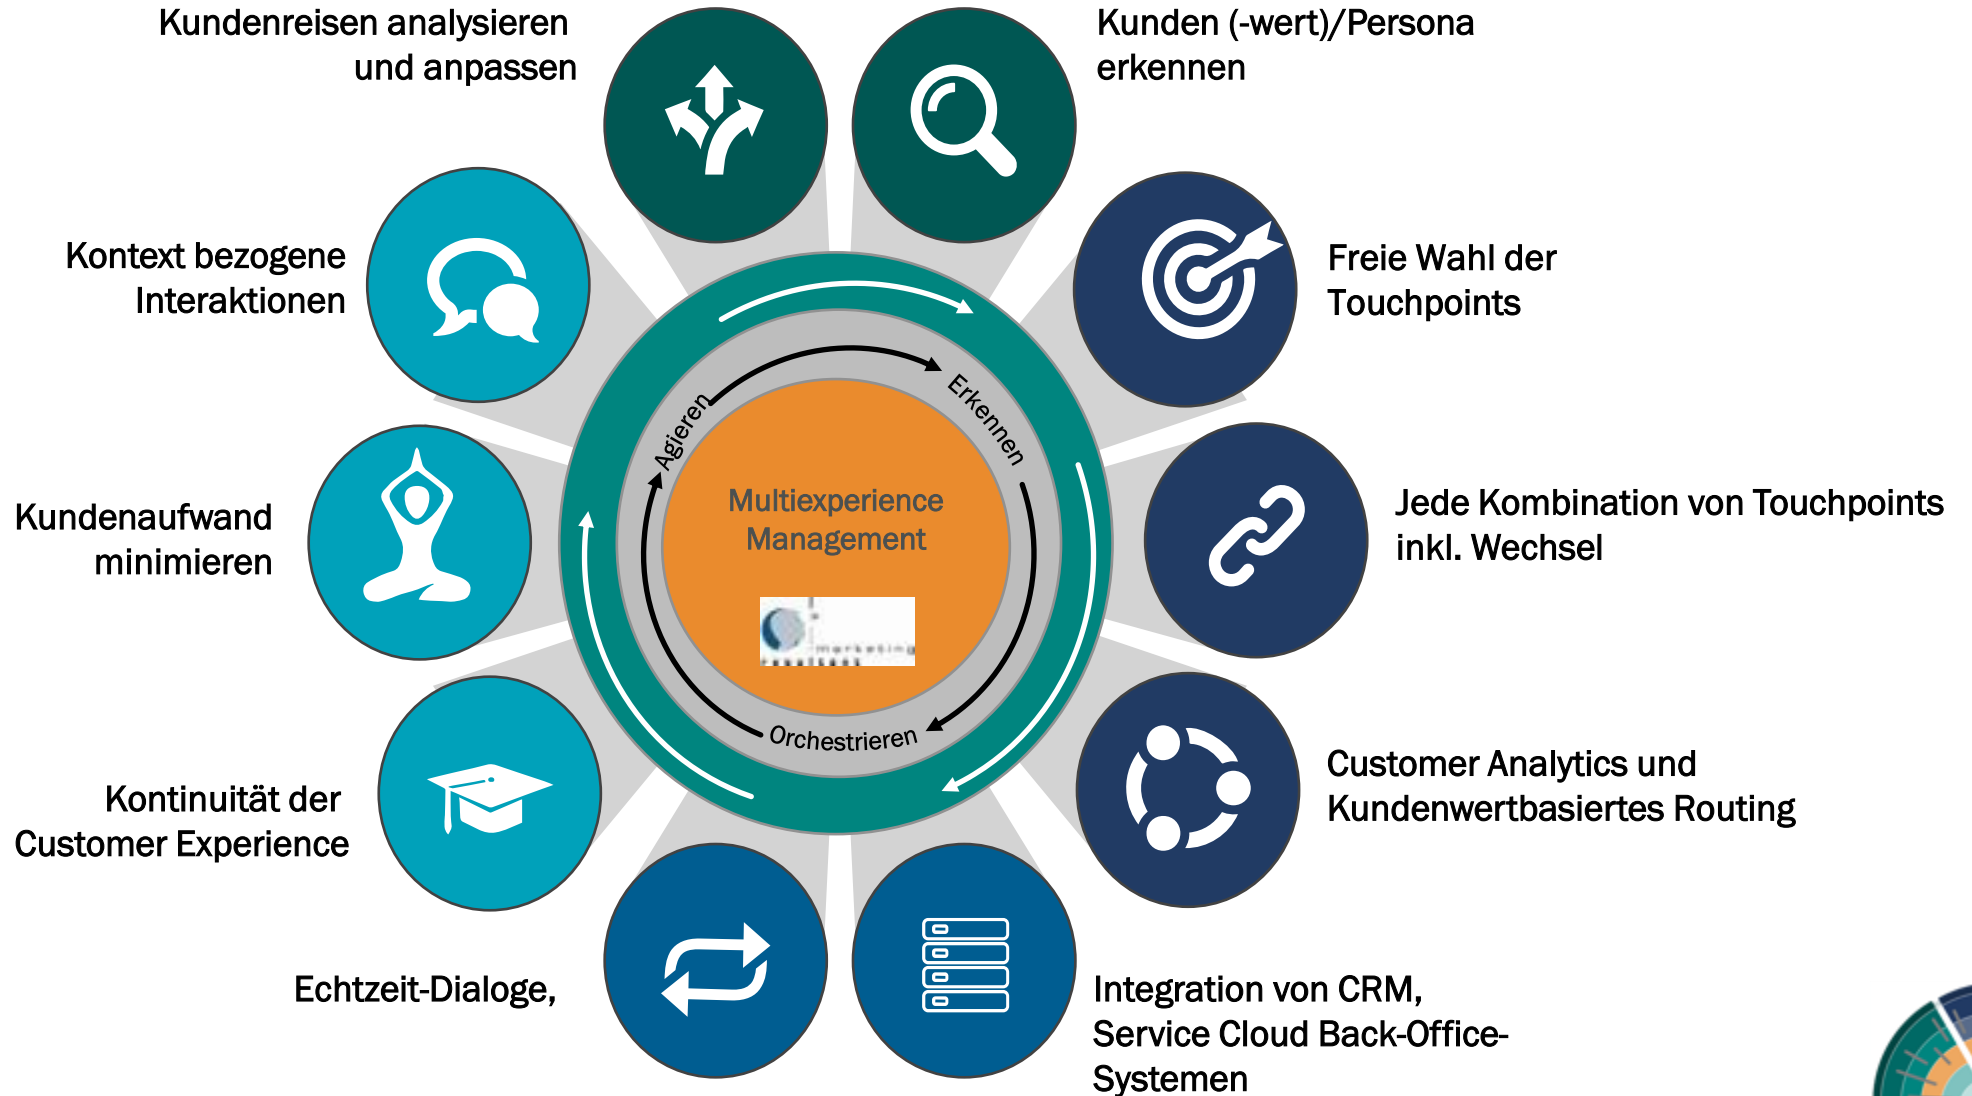 Kundenreisen analysieren
und anpassen
Kunden (-wert)/Persona
erkennen
Kontext bezogene
Interaktionen
Freie Wahl der
Touchpoints
Agieren
Erkennen
Multiexperience
Management
marketing
Orchestrieren
Kundenaufwand
minimieren
Jede Kombination von Touchpoints
inkl. Wechsel
Kontinuität der
Customer Experience
Customer Analytics und
Kundenwertbasiertes Routing
Echtzeit-Dialoge,
Integration von CRM,
Service Cloud Back-Office-
Systemen